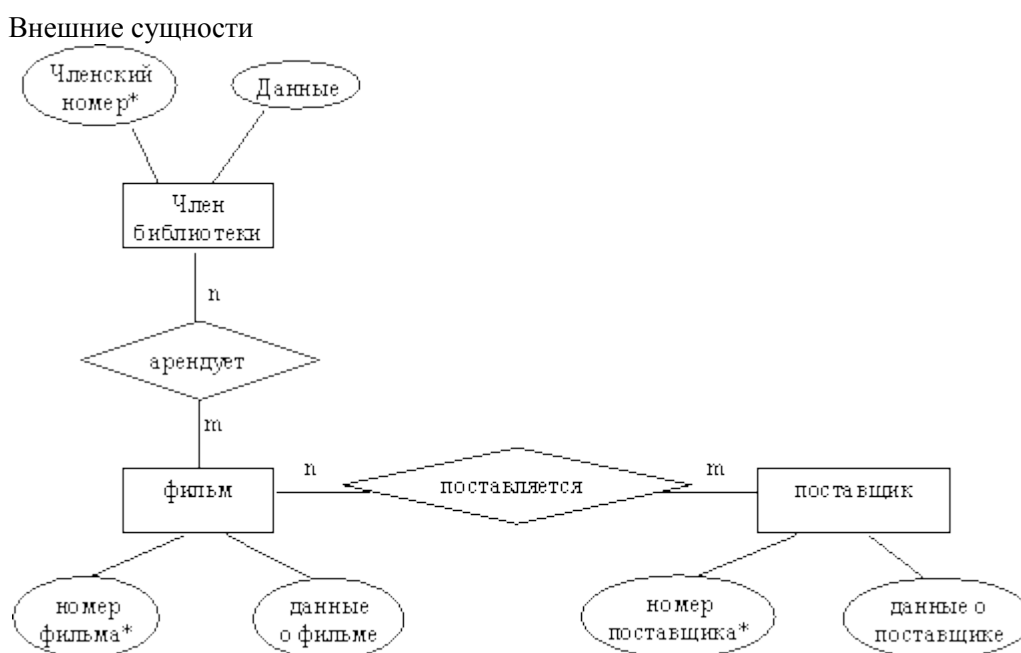 Внешние сущности
Членский
номер*
Данные
Член
библиотеки
n
арендует
m
фильм
n
поставляется
m
поставщик
номер
фильма*
данные
о фильме
номер
поставщика*
данные о
поставщике